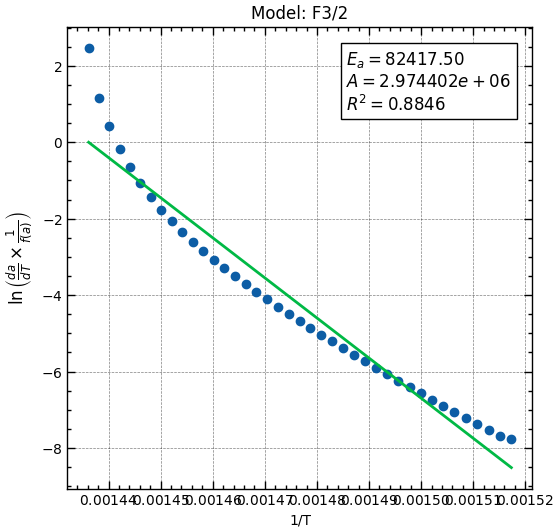 Model: F3/2
E_a = 82417.50
A = 2.974402e + 06
R^2 = 0.8846
2
0
−2
−4
−6
−8
ln(da/dT × 1/f(a))
0.00144 0.00145 0.00146 0.00147 0.00148 0.00149 0.00150 0.00151 0.00152
1/T